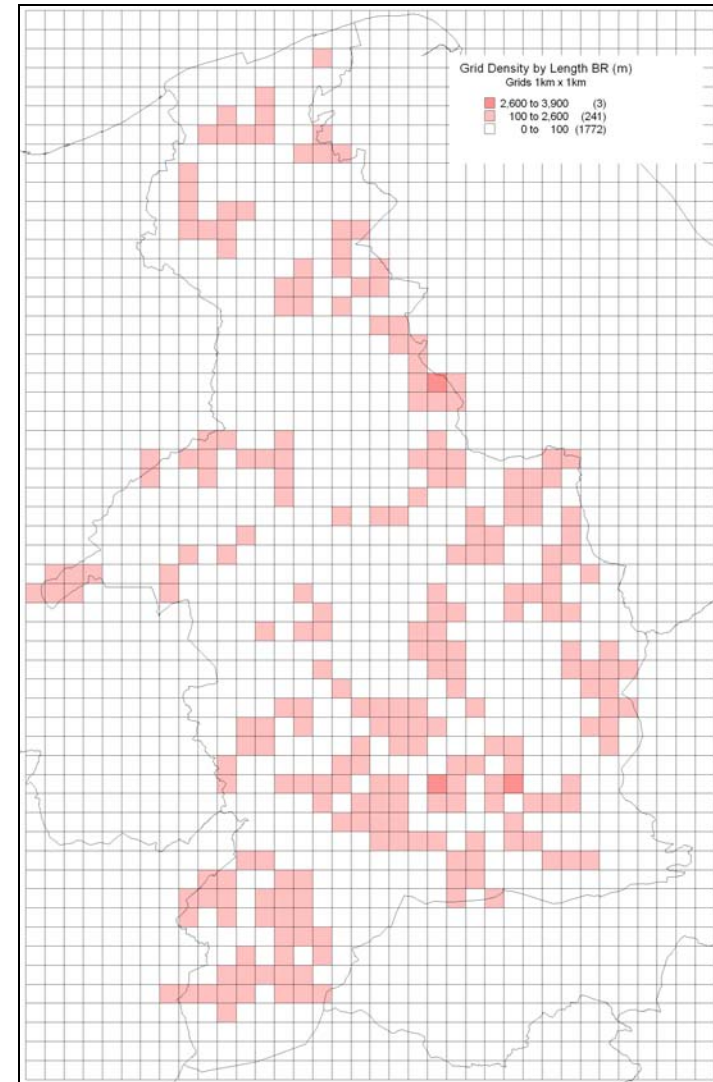 Grid Density by Length BR (m)
Grids 1km x 1km
2,600 to 3,900 (3)
100 to 2,600 (241)
0 to 100 (1772)